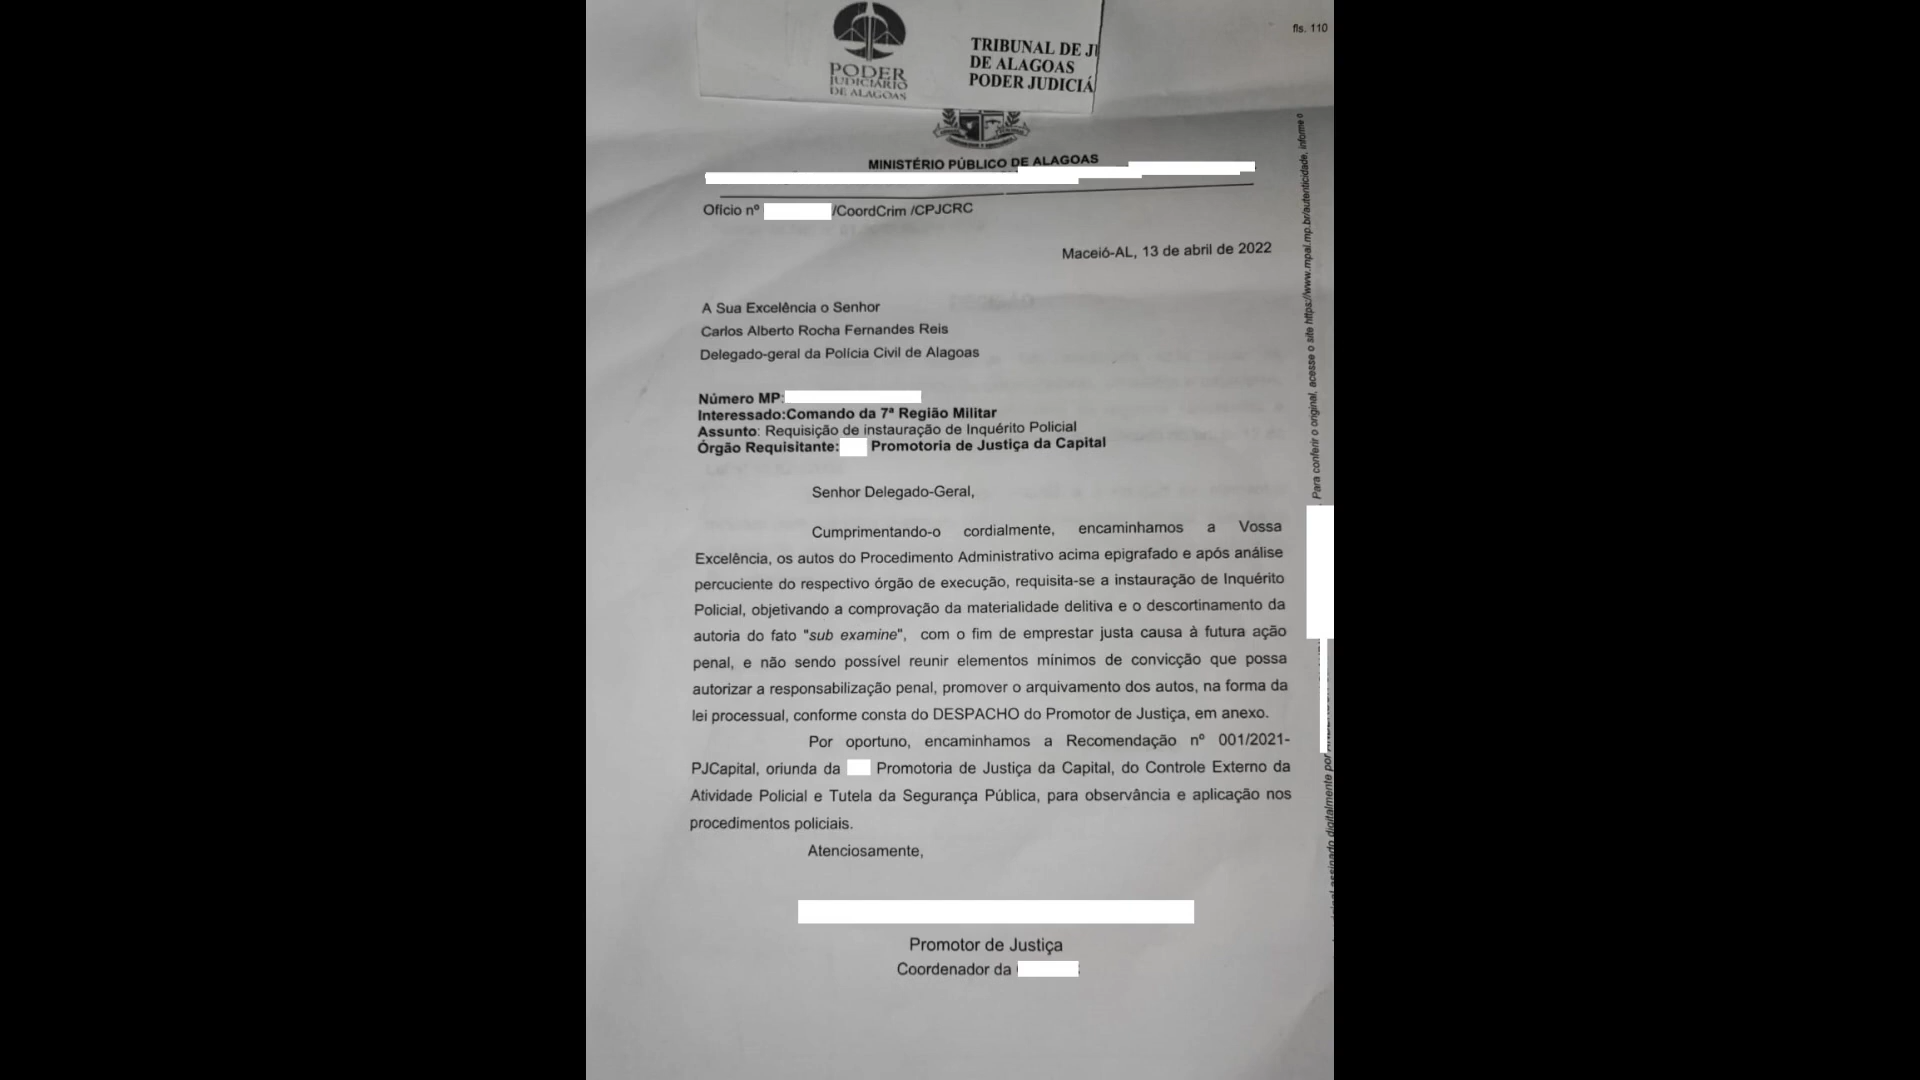 fls. 110
PODER
JUDICIÁRIO
DE ALAGOAS
TRIBUNAL DE JU
DE ALAGOAS
PODER JUDICIÁ
MINISTÉRIO PÚBLICO DE ALAGOAS
Ofício nº /CoordCrim /CPJCRC
Maceió-AL, 13 de abril de 2022
A Sua Excelência o Senhor
Carlos Alberto Rocha Fernandes Reis
Delegado-geral da Polícia Civil de Alagoas
Número MP:
Interessado:Comando da 7ª Região Militar
Assunto: Requisição de instauração de Inquérito Policial
Órgão Requisitante: Promotoria de Justiça da Capital
Senhor Delegado-Geral,
Cumprimentando-o cordialmente, encaminhamos a Vossa
Excelência, os autos do Procedimento Administrativo acima epigrafado e após análise
percuciente do respectivo órgão de execução, requisita-se a instauração de Inquérito
Policial, objetivando a comprovação da materialidade delitiva e o descortinamento da
autoria do fato "sub examine", com o fim de emprestar justa causa à futura ação
penal, e não sendo possível reunir elementos mínimos de convicção que possa
autorizar a responsabilização penal, promover o arquivamento dos autos, na forma da
lei processual, conforme consta do DESPACHO do Promotor de Justiça, em anexo.
Por oportuno, encaminhamos a Recomendação nº 001/2021-
PJCapital, oriunda da Promotoria de Justiça da Capital, do Controle Externo da
Atividade Policial e Tutela da Segurança Pública, para observância e aplicação nos
procedimentos policiais.
Atenciosamente,
Promotor de Justiça
Coordenador da
Para conferir o original, acesse o site https://www.mpal.mp.br/autenticidade, informe o
assinado digitalmente por